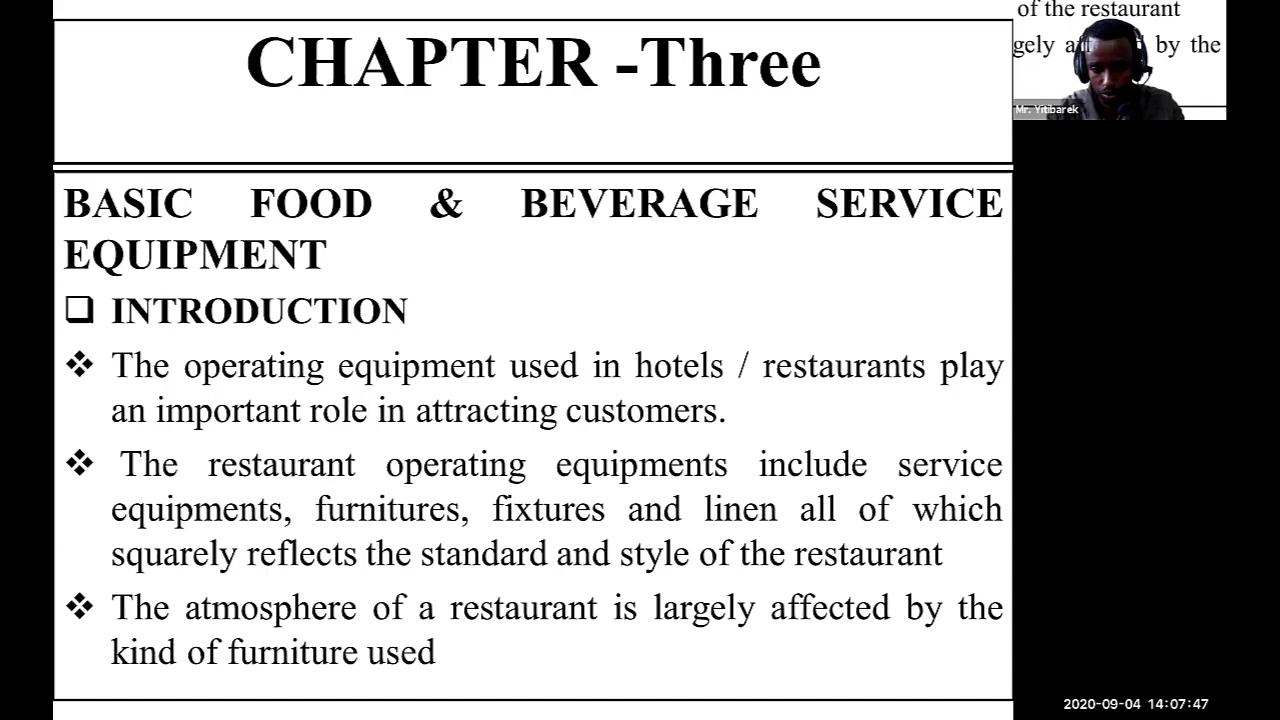 CHAPTER -Three
BASIC FOOD & BEVERAGE SERVICE
EQUIPMENT
❑ INTRODUCTION
❖ The operating equipment used in hotels / restaurants play
an important role in attracting customers.
❖ The restaurant operating equipments include service
equipments, furnitures, fixtures and linen all of which
squarely reflects the standard and style of the restaurant
❖ The atmosphere of a restaurant is largely affected by the
kind of furniture used
of the restaurant
by the
Mr. Yitibarek
2020-09-04 14:07:47